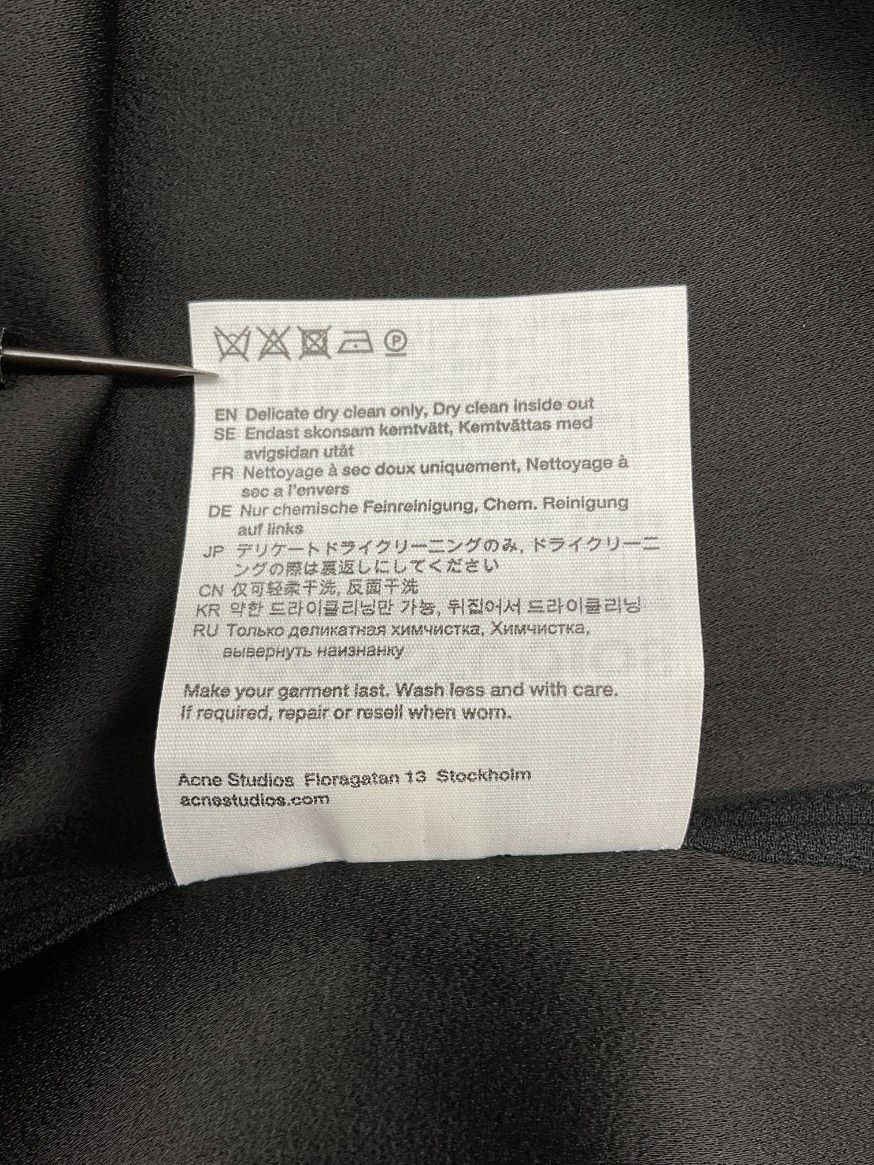 P
EN Delicate dry clean only, Dry clean inside out
SE Endast skonsam kemtvätt, Kemtvättas med
avigsidan utåt
FR Nettoyage à sec doux uniquement, Nettoyage à
sec a l'envers
DE Nur chemische Feinreinigung, Chem. Reinigung
auf links
JP デリケートドライクリーニングのみ, ドライクリーニ
ングの際は裏返しにしてください
CN 仅可轻柔干洗, 反面干洗
KR 약한 드라이클리닝만 가능, 뒤집어서 드라이클리닝
RU Только деликатная химчистка, Химчистка,
вывернуть наизнанку
Make your garment last. Wash less and with care.
If required, repair or resell when worn.
Acne Studios Floragatan 13 Stockholm
acnestudios.com